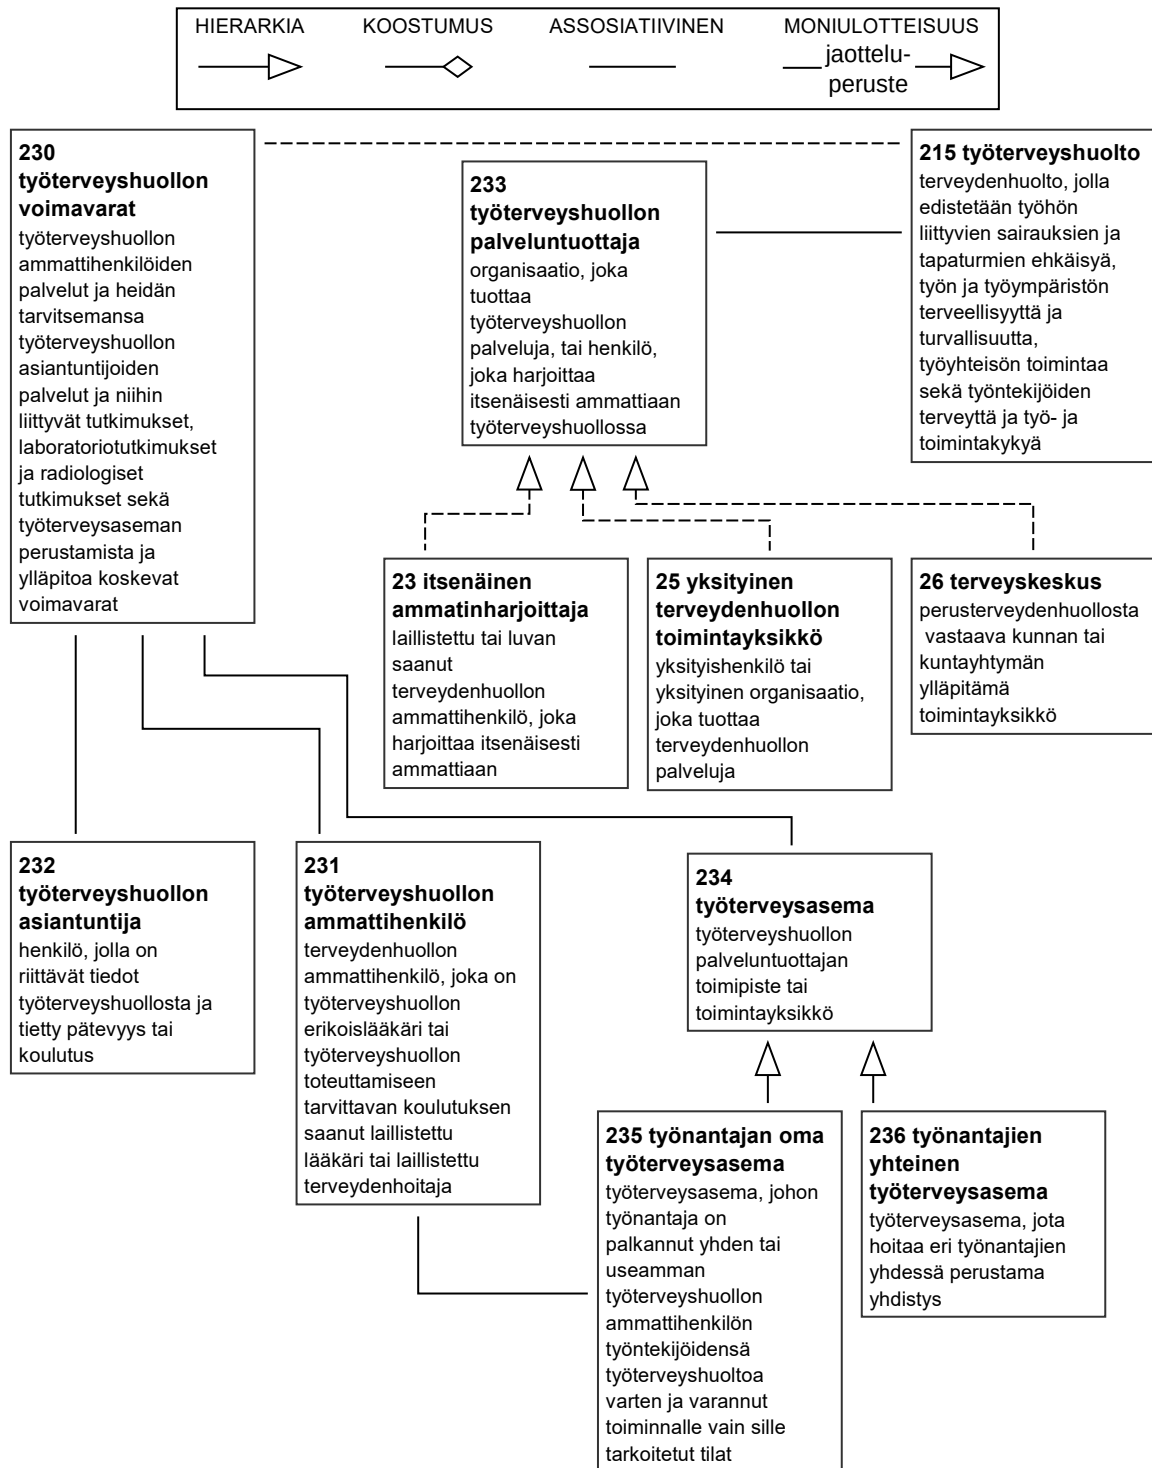 HIERARKIA
KOOSTUMUS
ASSOSIATIIVINEN
MONIULOTTEISUUS
jaottelu-
peruste
230
työterveyshuollon
voimavarat
työterveyshuollon
ammattihenkilöiden
palvelut ja heidän
tarvitsemansa
työterveyshuollon
asiantuntijoiden
palvelut ja niihin
liittyvät tutkimukset,
laboratoriotutkimukset
ja radiologiset
tutkimukset sekä
työterveysaseman
perustamista ja
ylläpitoa koskevat
voimavarat
233
työterveyshuollon
palveluntuottaja
organisaatio, joka
tuottaa
työterveyshuollon
palveluja, tai henkilö,
joka harjoittaa
itsenäisesti ammattiaan
työterveyshuollossa
215 työterveyshuolto
terveydenhuolto, jolla
edistetään työhön
liittyvien sairauksien ja
tapaturmien ehkäisyä,
työn ja työympäristön
terveellisyyttä ja
turvallisuutta,
työyhteisön toimintaa
sekä työntekijöiden
terveyttä ja työ- ja
toimintakykyä
23 itsenäinen
ammatinharjoittaja
laillistettu tai luvan
saanut
terveydenhuollon
ammattihenkilö, joka
harjoittaa itsenäisesti
ammattiaan
25 yksityinen
terveydenhuollon
toimintayksikkö
yksityishenkilö tai
yksityinen organisaatio,
joka tuottaa
terveydenhuollon
palveluja
26 terveyskeskus
perusterveydenhuollosta
vastaava kunnan tai
kuntayhtymän
ylläpitämä
toimintayksikkö
232
työterveyshuollon
asiantuntija
henkilö, jolla on
riittävät tiedot
työterveyshuollosta ja
tietty pätevyys tai
koulutus
231
työterveyshuollon
ammattihenkilö
terveydenhuollon
ammattihenkilö, joka on
työterveyshuollon
erikoislääkäri tai
työterveyshuollon
toteuttamiseen
tarvittavan koulutuksen
saanut laillistettu
lääkäri tai laillistettu
terveydenhoitaja
234
työterveysasema
työterveyshuollon
palveluntuottajan
toimipiste tai
toimintayksikkö
235 työnantajan oma
työterveysasema
työterveysasema, johon
työnantaja on
palkannut yhden tai
useamman
työterveyshuollon
ammattihenkilön
työntekijöidensä
työterveyshuoltoa
varten ja varannut
toiminnalle vain sille
tarkoitetut tilat
236 työnantajien
yhteinen
työterveysasema
työterveysasema, jota
hoitaa eri työnantajien
yhdessä perustama
yhdistys